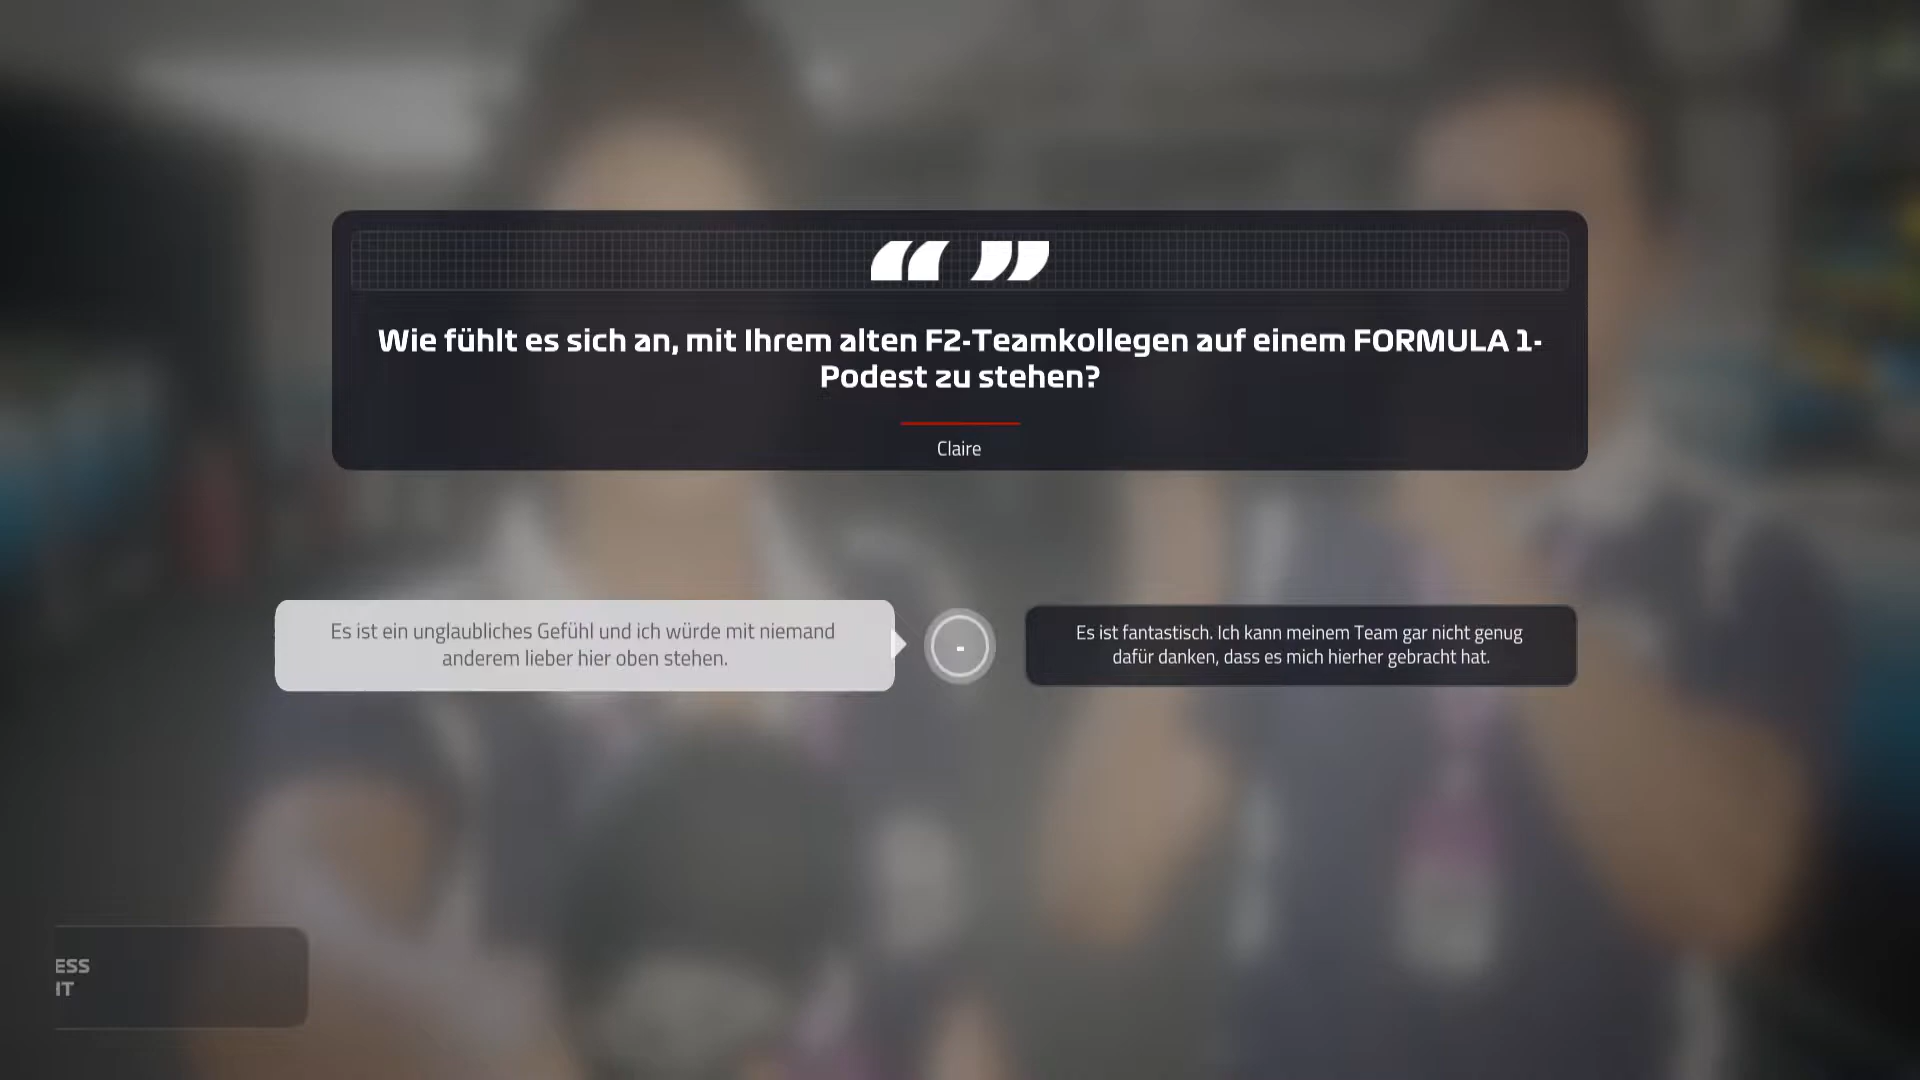 “ ”
Wie fühlt es sich an, mit Ihrem alten F2-Teamkollegen auf einem FORMULA 1-
Podest zu stehen?
Claire
Es ist ein unglaubliches Gefühl und ich würde mit niemand
anderem lieber hier oben stehen.
-
Es ist fantastisch. Ich kann meinem Team gar nicht genug
dafür danken, dass es mich hierher gebracht hat.
ESS